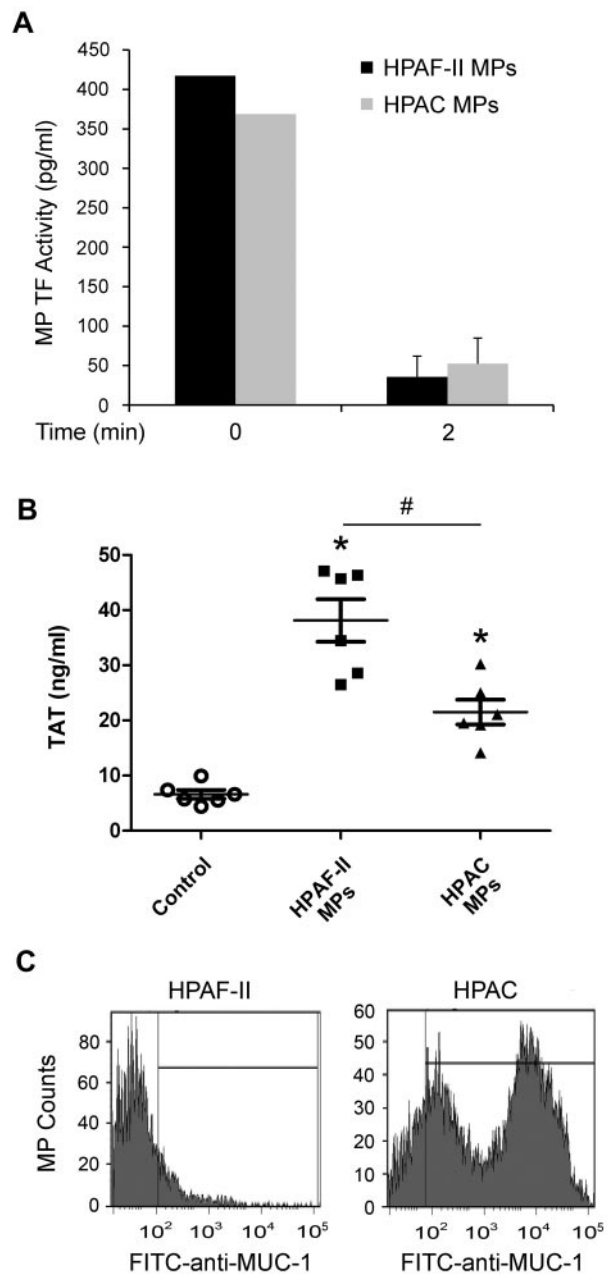 A
MP TF Activity (pg/ml)
450
400
350
300
250
200
150
100
50
0
HPAF-II MPs
HPAC MPs
Time (min) 0 2
B
#
* *
TAT (ng/ml)
50
40
30
20
10
0
Control
HPAF-II
MPs
HPAC
MPs
C
HPAF-II
HPAC
MP Counts
80
60
40
20
0
10² 10³ 10⁴ 10⁵
FITC-anti-MUC-1
60
50
40
30
20
10
0
10² 10³ 10⁴ 10⁵
FITC-anti-MUC-1